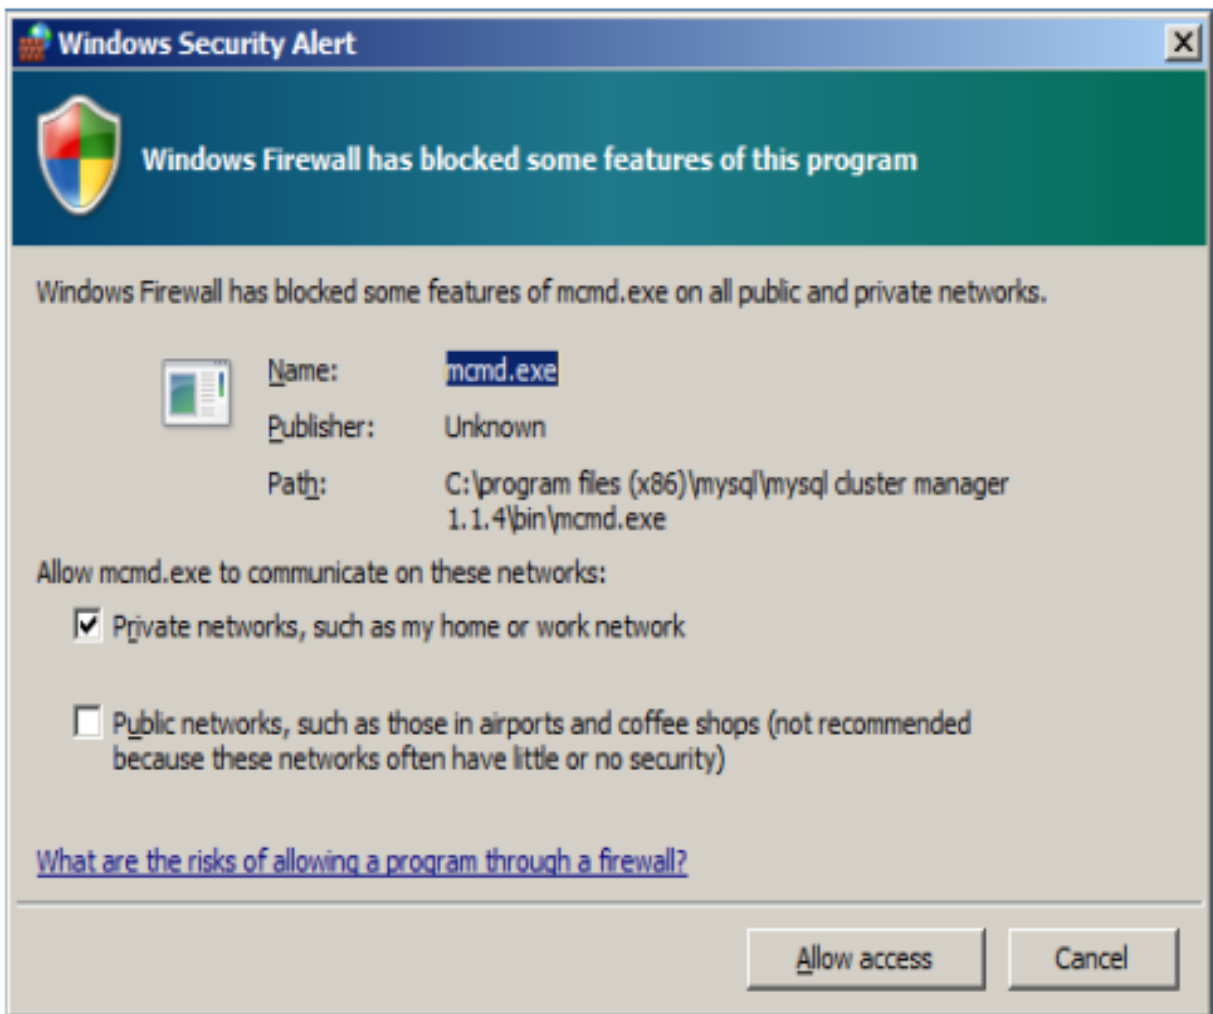 Windows Security Alert
Windows Firewall has blocked some features of this program
Windows Firewall has blocked some features of mcmd.exe on all public and private networks.
Name: mcmd.exe
Publisher: Unknown
Path: C:\program files (x86)\mysql\mysql cluster manager
1.1.4\bin\mcmd.exe
Allow mcmd.exe to communicate on these networks:
Private networks, such as my home or work network
Public networks, such as those in airports and coffee shops (not recommended
because these networks often have little or no security)
What are the risks of allowing a program through a firewall?
Allow access Cancel